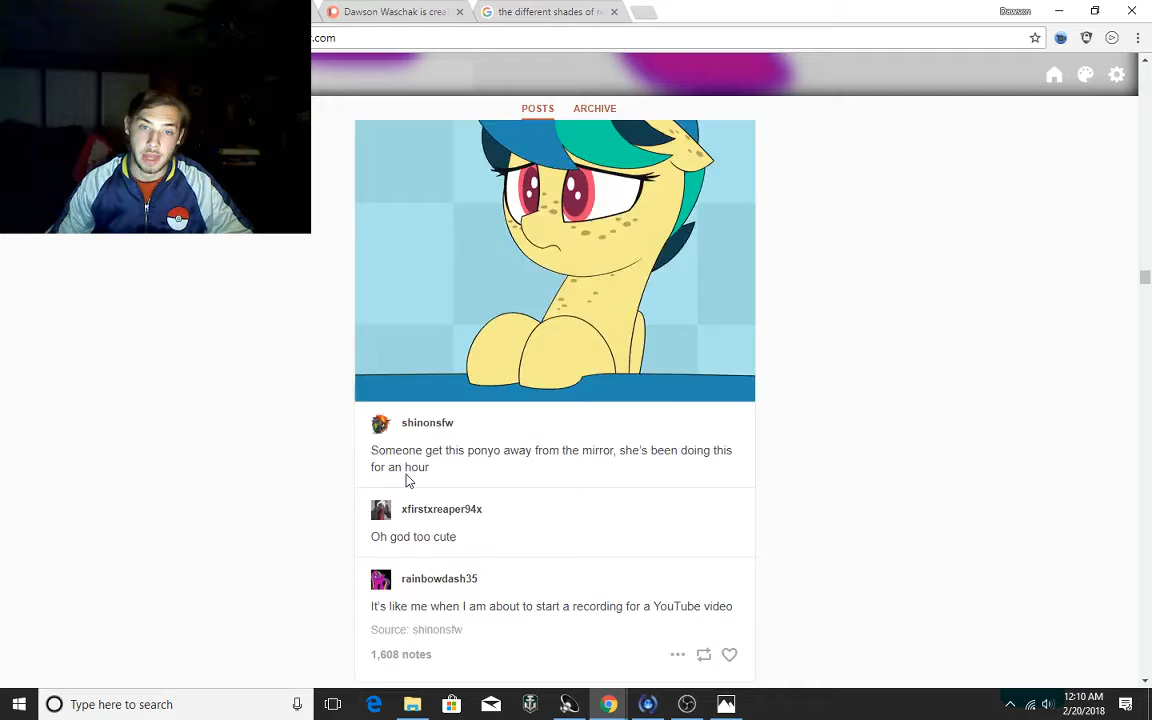 Dawson Waschak is crea
the different shades of re
Dawson
.com
POSTS
ARCHIVE
shinonsfw
Someone get this ponyo away from the mirror, she's been doing this
for an hour
xfirstxreaper94x
Oh god too cute
rainbowdash35
It's like me when I am about to start a recording for a YouTube video
Source: shinonsfw
1,608 notes
Type here to search
12:10 AM
2/20/2018